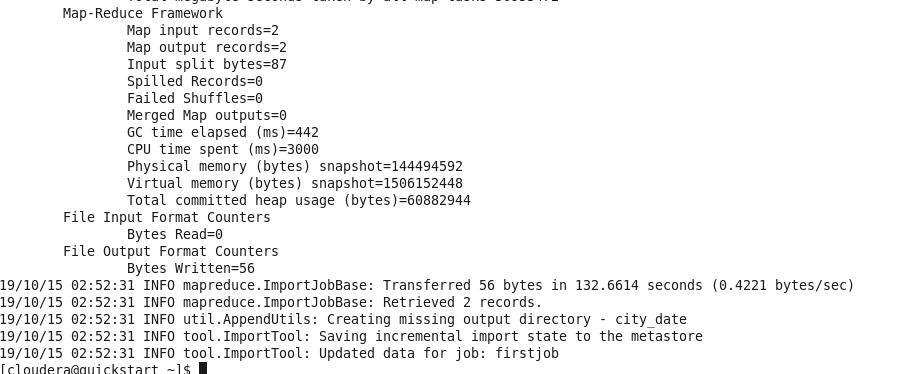 Map-Reduce Framework
Map input records=2
Map output records=2
Input split bytes=87
Spilled Records=0
Failed Shuffles=0
Merged Map outputs=0
GC time elapsed (ms)=442
CPU time spent (ms)=3000
Physical memory (bytes) snapshot=144494592
Virtual memory (bytes) snapshot=1506152448
Total committed heap usage (bytes)=60882944
File Input Format Counters
Bytes Read=0
File Output Format Counters
Bytes Written=56
19/10/15 02:52:31 INFO mapreduce.ImportJobBase: Transferred 56 bytes in 132.6614 seconds (0.4221 bytes/sec)
19/10/15 02:52:31 INFO mapreduce.ImportJobBase: Retrieved 2 records.
19/10/15 02:52:31 INFO util.AppendUtils: Creating missing output directory - city_date
19/10/15 02:52:31 INFO tool.ImportTool: Saving incremental import state to the metastore
19/10/15 02:52:31 INFO tool.ImportTool: Updated data for job: firstjob
[cloudera@quickstart ~]$